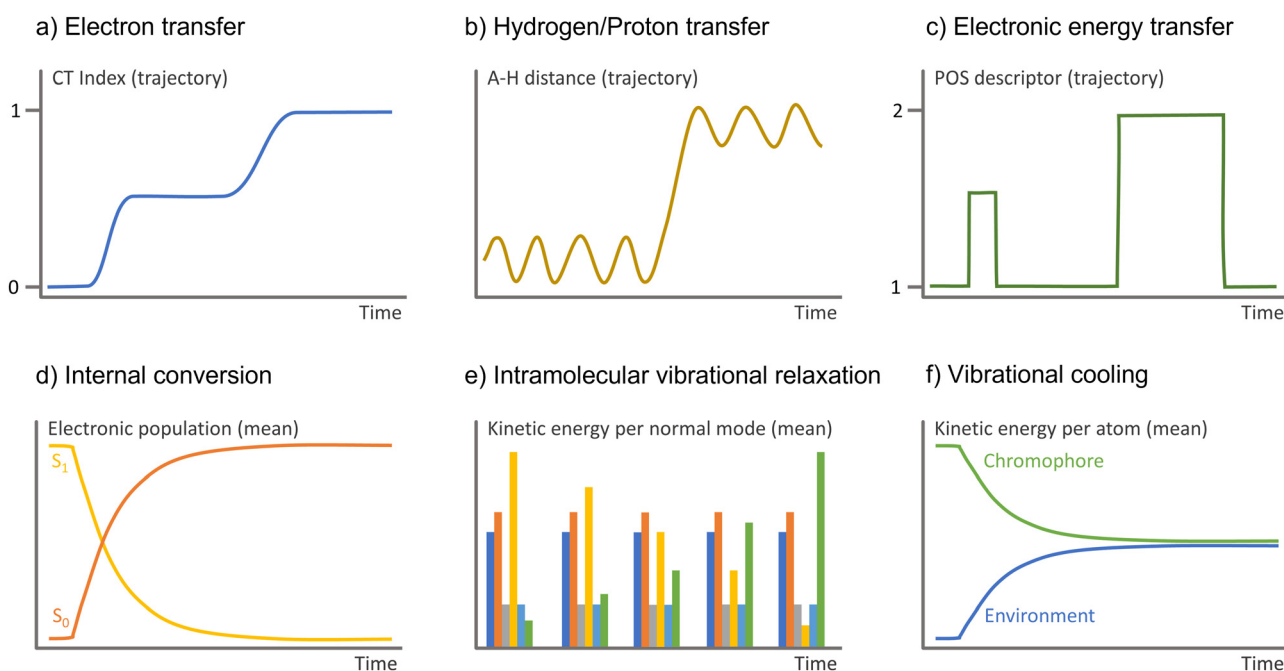 a) Electron transfer
CT Index (trajectory)
1
0
Time
b) Hydrogen/Proton transfer
A-H distance (trajectory)
Time
c) Electronic energy transfer
POS descriptor (trajectory)
2
1
Time
d) Internal conversion
Electronic population (mean)
S₁
S₀
Time
e) Intramolecular vibrational relaxation
Kinetic energy per normal mode (mean)
Time
f) Vibrational cooling
Kinetic energy per atom (mean)
Chromophore
Environment
Time